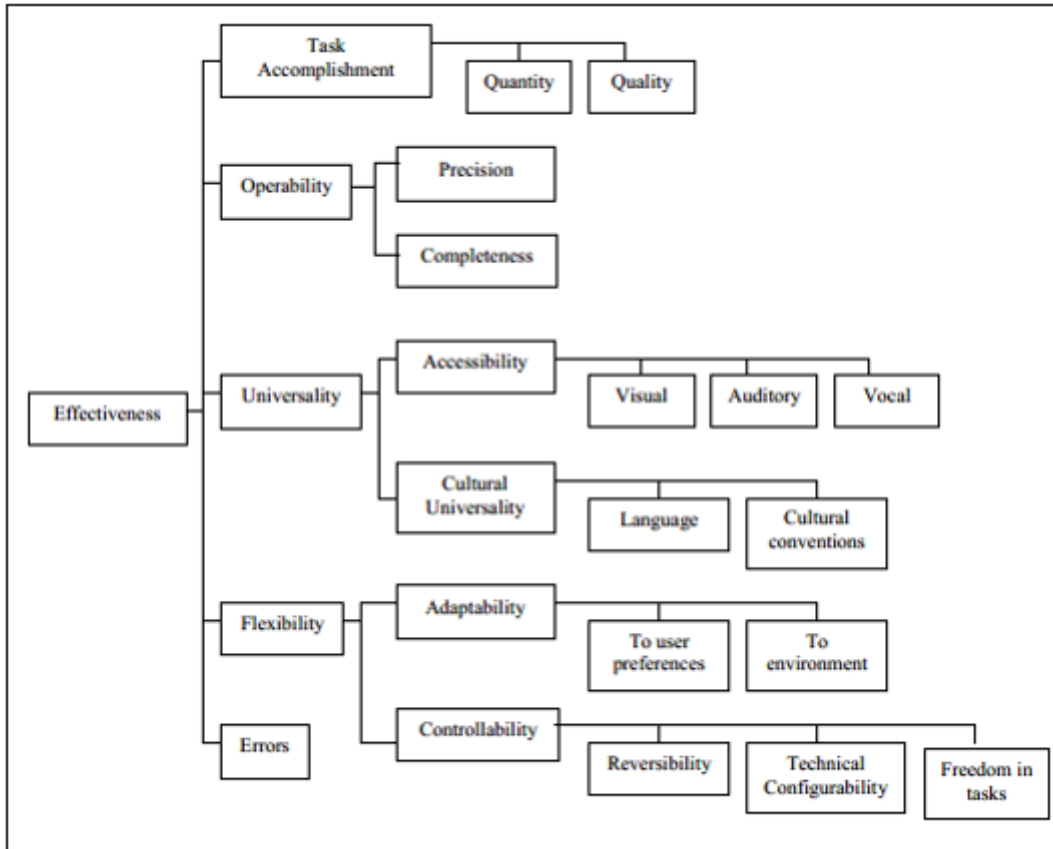 Task
Accomplishment
Quantity
Quality
Operability
Precision
Completeness
Effectiveness
Universality
Accessibility
Visual
Auditory
Vocal
Cultural
Universality
Language
Cultural
conventions
Flexibility
Adaptability
To user
preferences
To
environment
Errors
Controllability
Reversibility
Technical
Configurability
Freedom in
tasks